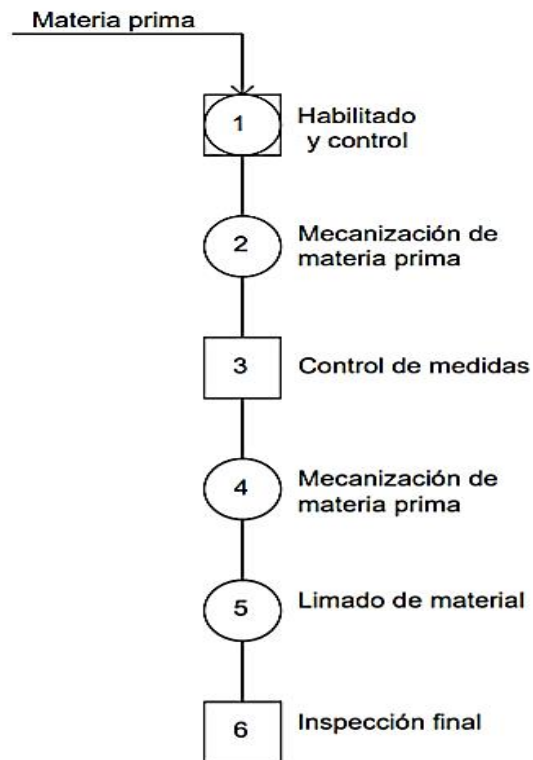 Materia prima
1
Habilitado
y control
2
Mecanización de
materia prima
3
Control de medidas
4
Mecanización de
materia prima
5
Limado de material
6
Inspección final